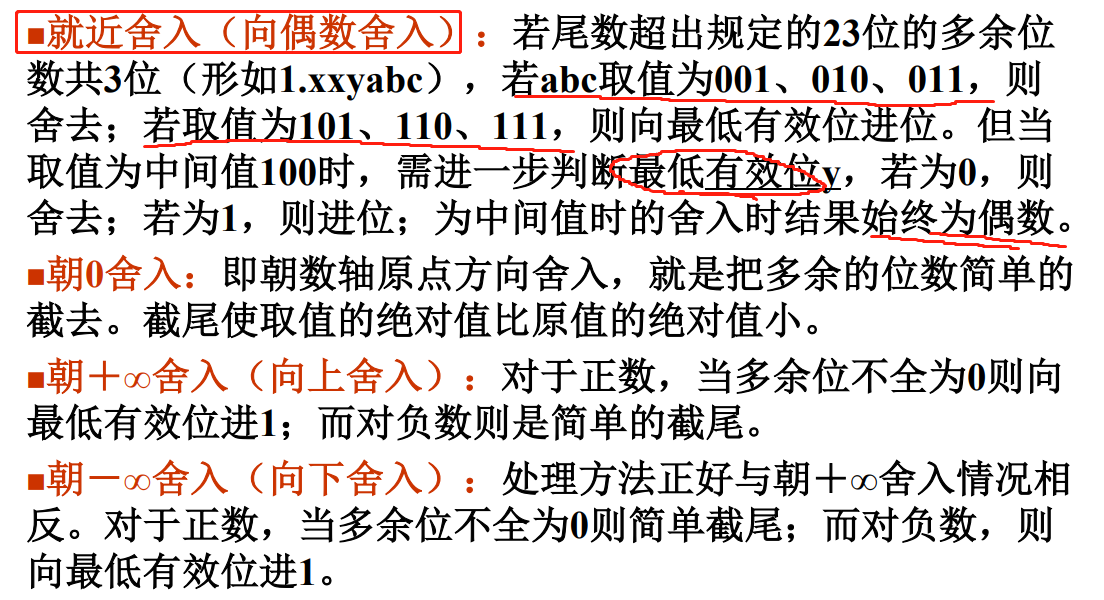 ■就近舍入（向偶数舍入）：若尾数超出规定的23位的多余位
数共3位（形如1.xxyabc），若abc取值为001、010、011，则
舍去；若取值为101、110、111，则向最低有效位进位。但当
取值为中间值100时，需进一步判断最低有效位y，若为0，则
舍去；若为1，则进位；为中间值时的舍入时结果始终为偶数。
■朝0舍入：即朝数轴原点方向舍入，就是把多余的位数简单的
截去。截尾使取值的绝对值比原值的绝对值小。
■朝＋∞舍入（向上舍入）：对于正数，当多余位不全为0则向
最低有效位进1；而对负数则是简单的截尾。
■朝－∞舍入（向下舍入）：处理方法正好与朝＋∞舍入情况相
反。对于正数，当多余位不全为0则简单截尾；而对负数，则
向最低有效位进1。